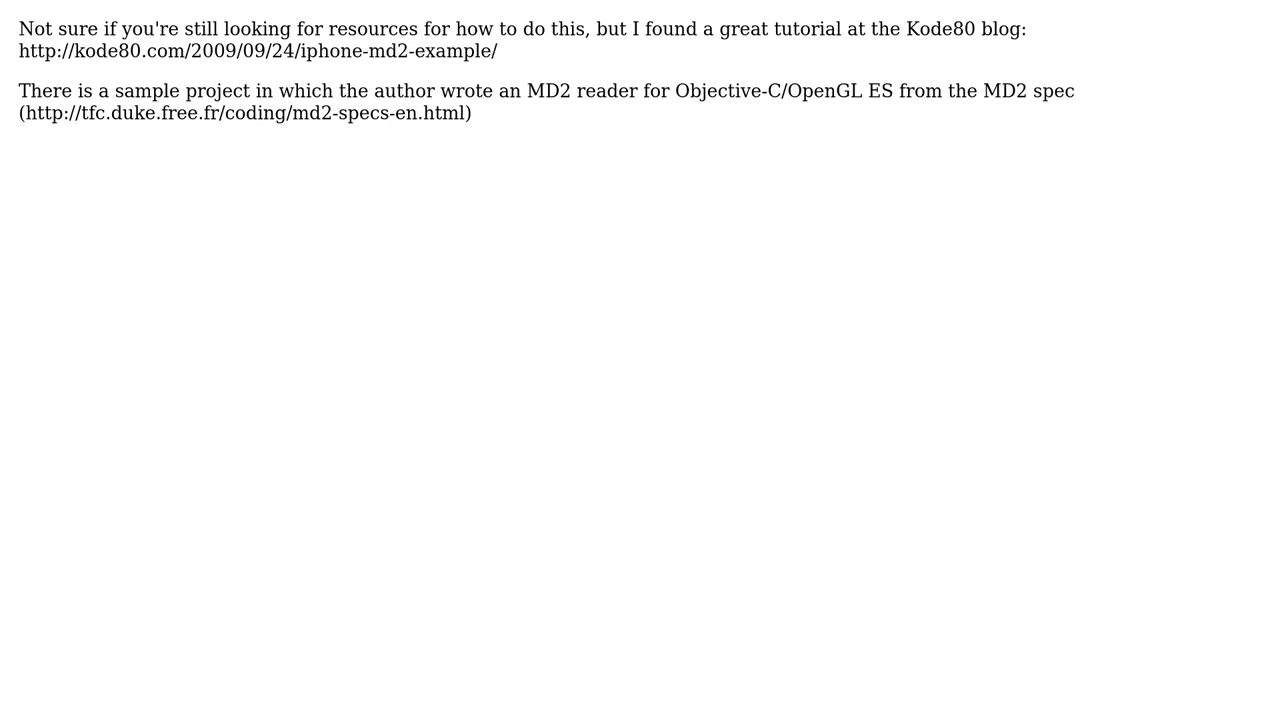 Not sure if you're still looking for resources for how to do this, but I found a great tutorial at the Kode80 blog:
http://kode80.com/2009/09/24/iphone-md2-example/
There is a sample project in which the author wrote an MD2 reader for Objective-C/OpenGL ES from the MD2 spec
(http://tfc.duke.free.fr/coding/md2-specs-en.html)